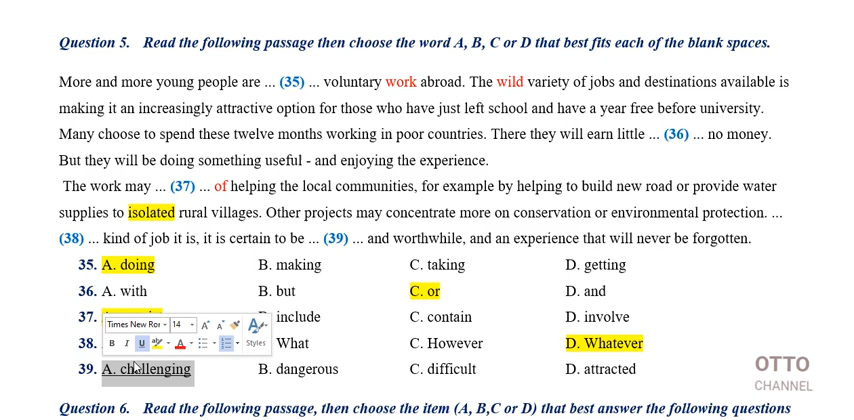 Question 5. Read the following passage then choose the word A, B, C or D that best fits each of the blank spaces.
More and more young people are ... (35) ... voluntary work abroad. The wild variety of jobs and destinations available is
making it an increasingly attractive option for those who have just left school and have a year free before university.
Many choose to spend these twelve months working in poor countries. There they will earn little ... (36) ... no money.
But they will be doing something useful - and enjoying the experience.
The work may ... (37) ... of helping the local communities, for example by helping to build new road or provide water
supplies to isolated rural villages. Other projects may concentrate more on conservation or environmental protection. ...
(38) ... kind of job it is, it is certain to be ... (39) ... and worthwhile, and an experience that will never be forgotten.
35. A. doing B. making C. taking D. getting
36. A. with B. but C. or D. and
37. include C. contain D. involve
Times New Ror 14
38. What C. However D. Whatever
B I U Styles
39. A. challenging B. dangerous C. difficult D. attracted
OTTO
CHANNEL
Question 6. Read the following passage, then choose the item (A, B,C or D) that best answer the following questions